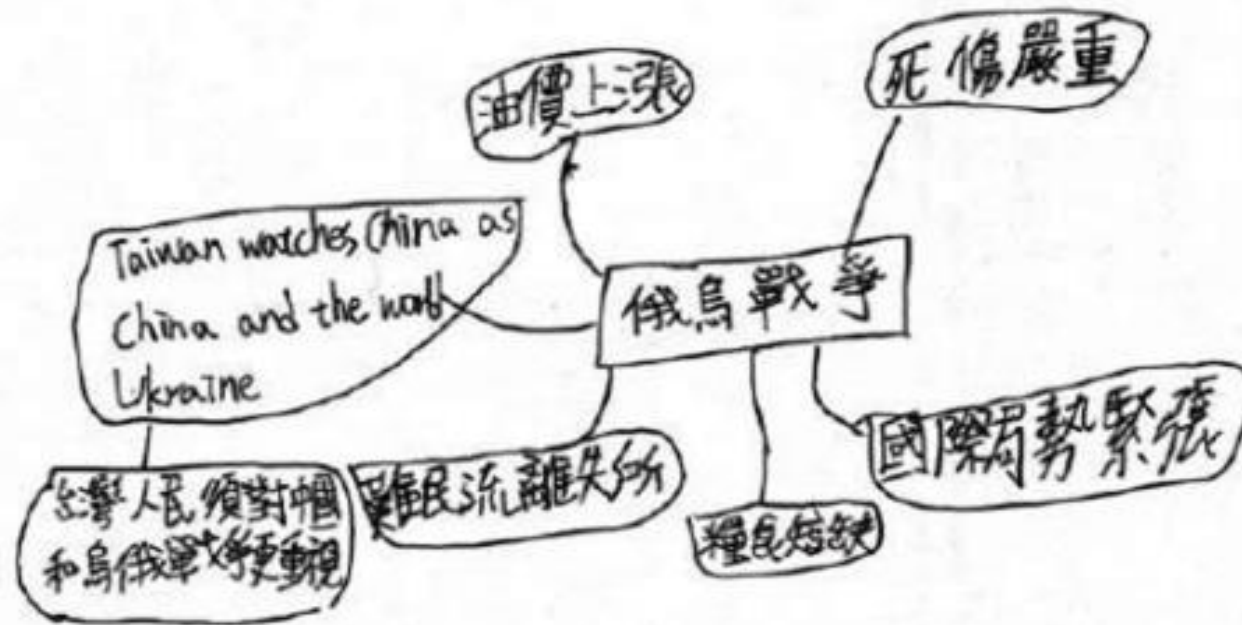 死傷嚴重
油價上漲
Taiwan watches China as
China and the world
Ukraine
俄烏戰爭
國際局勢緊張
難民流離失所
糧食短缺
台灣人民須對中國
和烏俄戰爭更重視